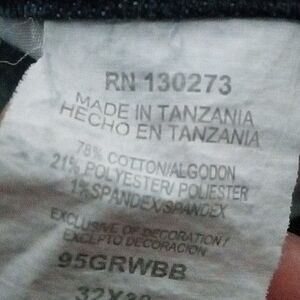 RN 130273
MADE IN TANZANIA
HECHO EN TANZANIA
78% COTTON/ALGODON
21% POLYESTER/ POLIESTER
1% SPANDEX/SPANDEX
EXCLUSIVE OF DECORATION/
EXCLPTO DECORACION
95GRWBB